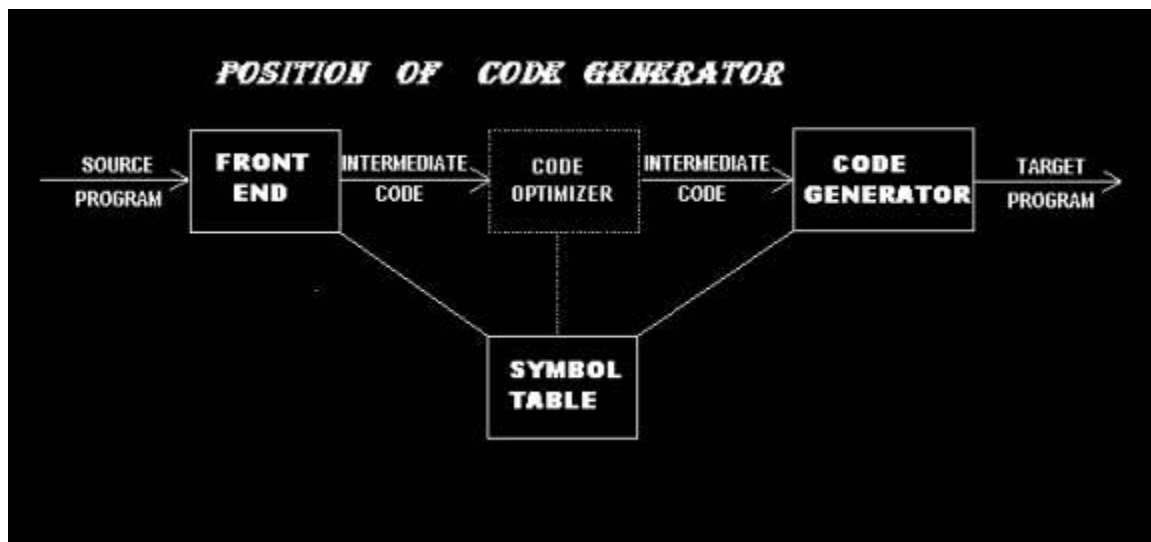 POSITION OF CODE GENERATOR
SOURCE
PROGRAM
FRONT
END
INTERMEDIATE
CODE
CODE
OPTIMIZER
INTERMEDIATE
CODE
CODE
GENERATOR
TARGET
PROGRAM
SYMBOL
TABLE